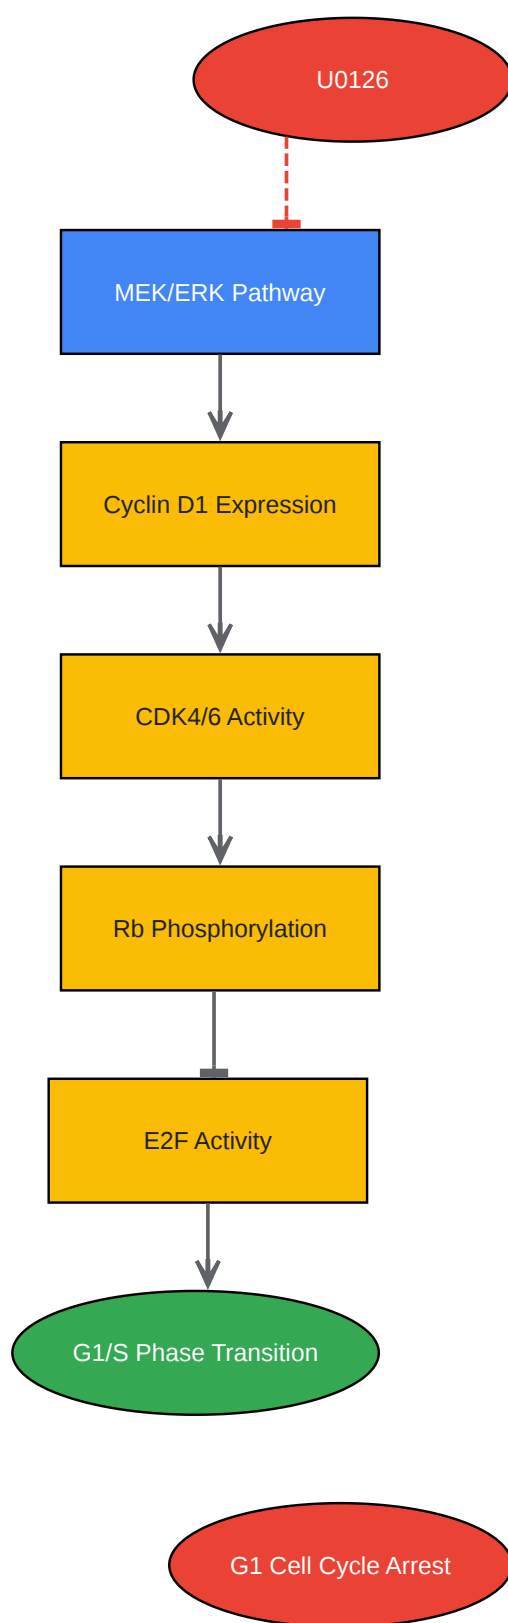 U0126
MEK/ERK Pathway
Cyclin D1 Expression
CDK4/6 Activity
Rb Phosphorylation
E2F Activity
G1/S Phase Transition
G1 Cell Cycle Arrest